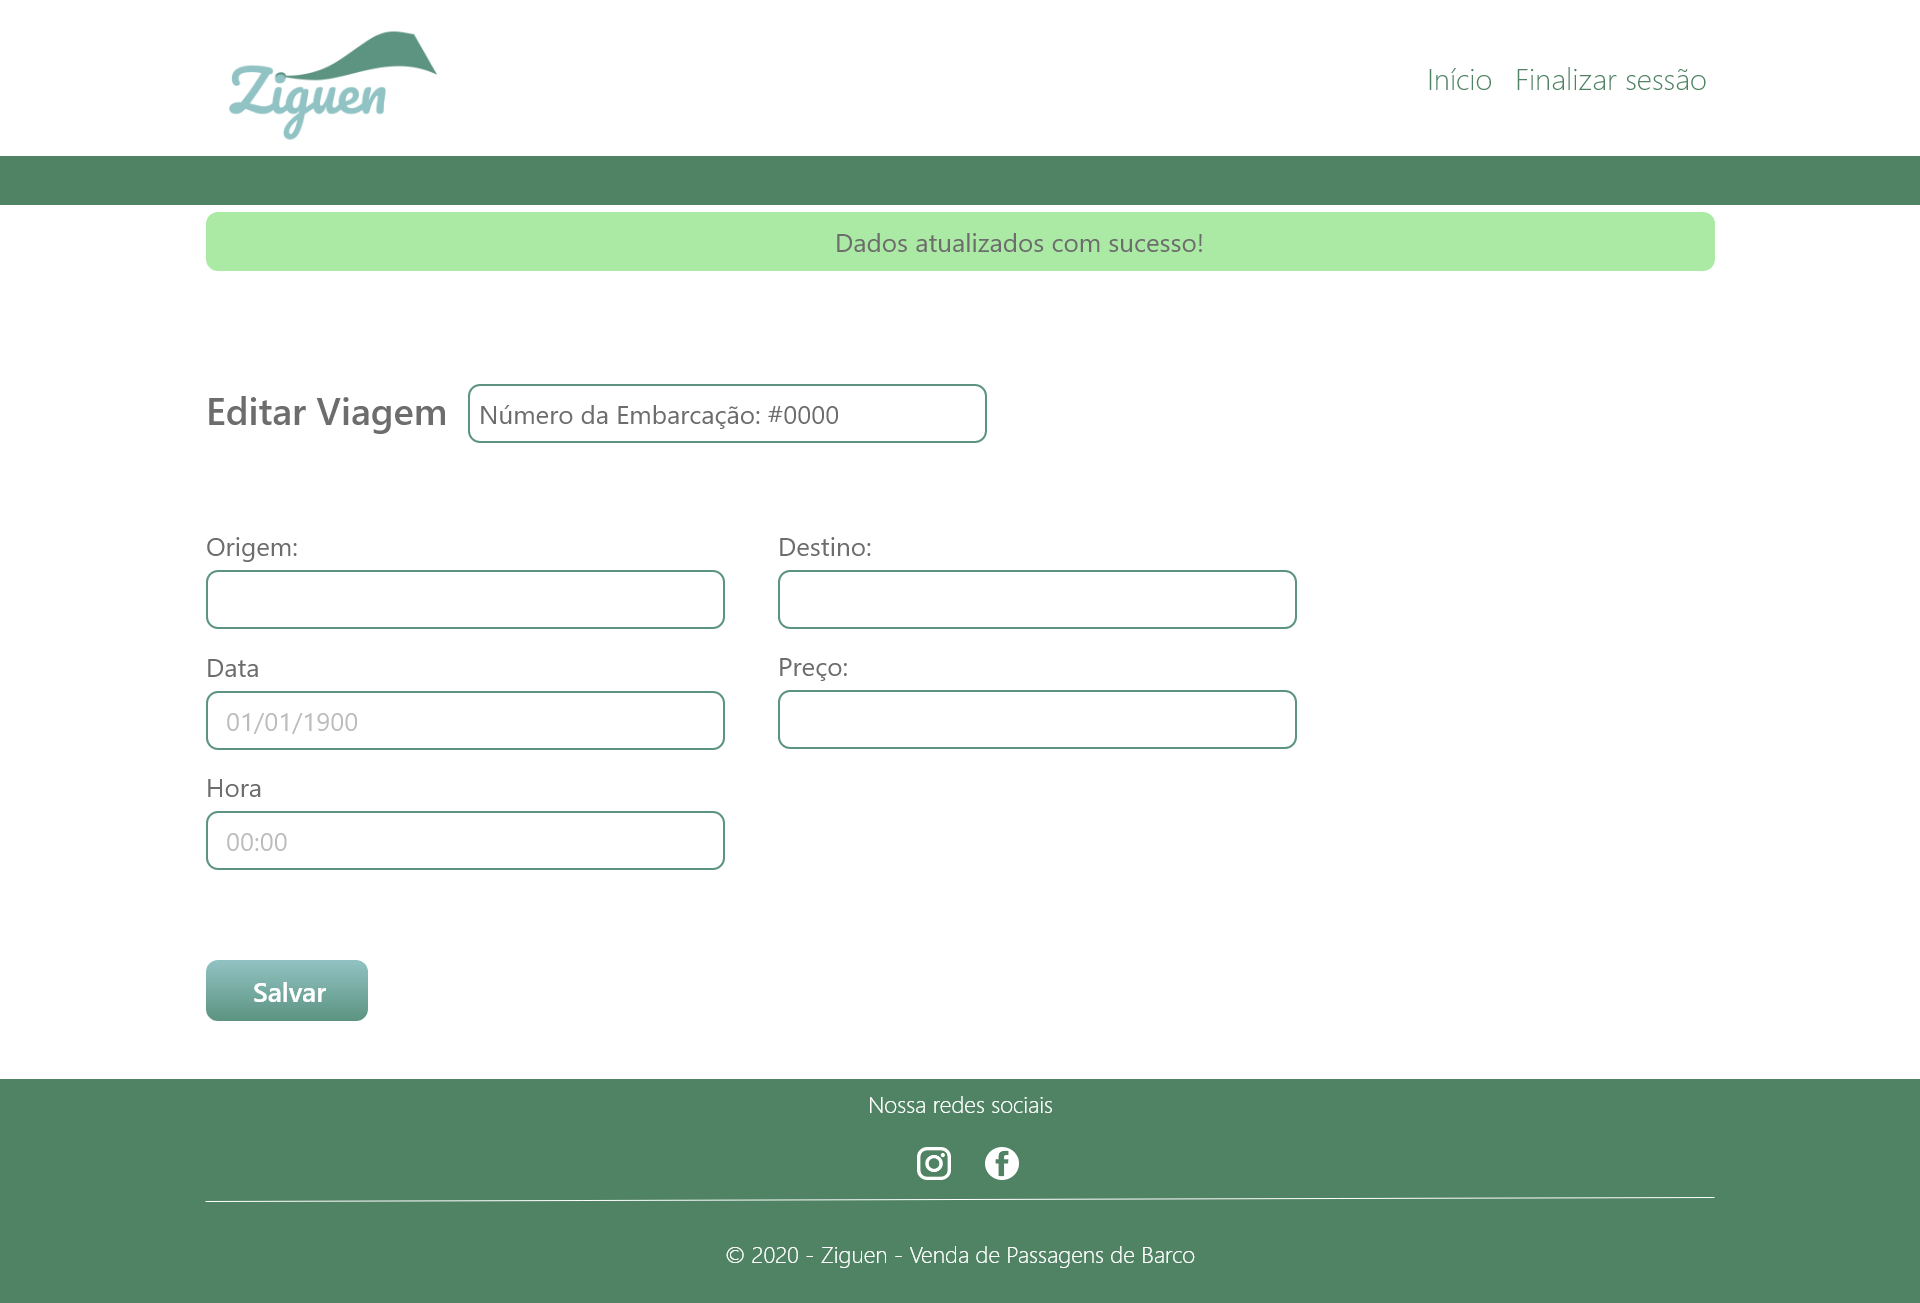 Ziguen
Início Finalizar sessão
Dados atualizados com sucesso!
Editar Viagem
Número da Embarcação: #0000
Origem:
Destino:
Data
Preço:
01/01/1900
Hora
00:00
Salvar
Nossa redes sociais
© 2020 - Ziguen - Venda de Passagens de Barco